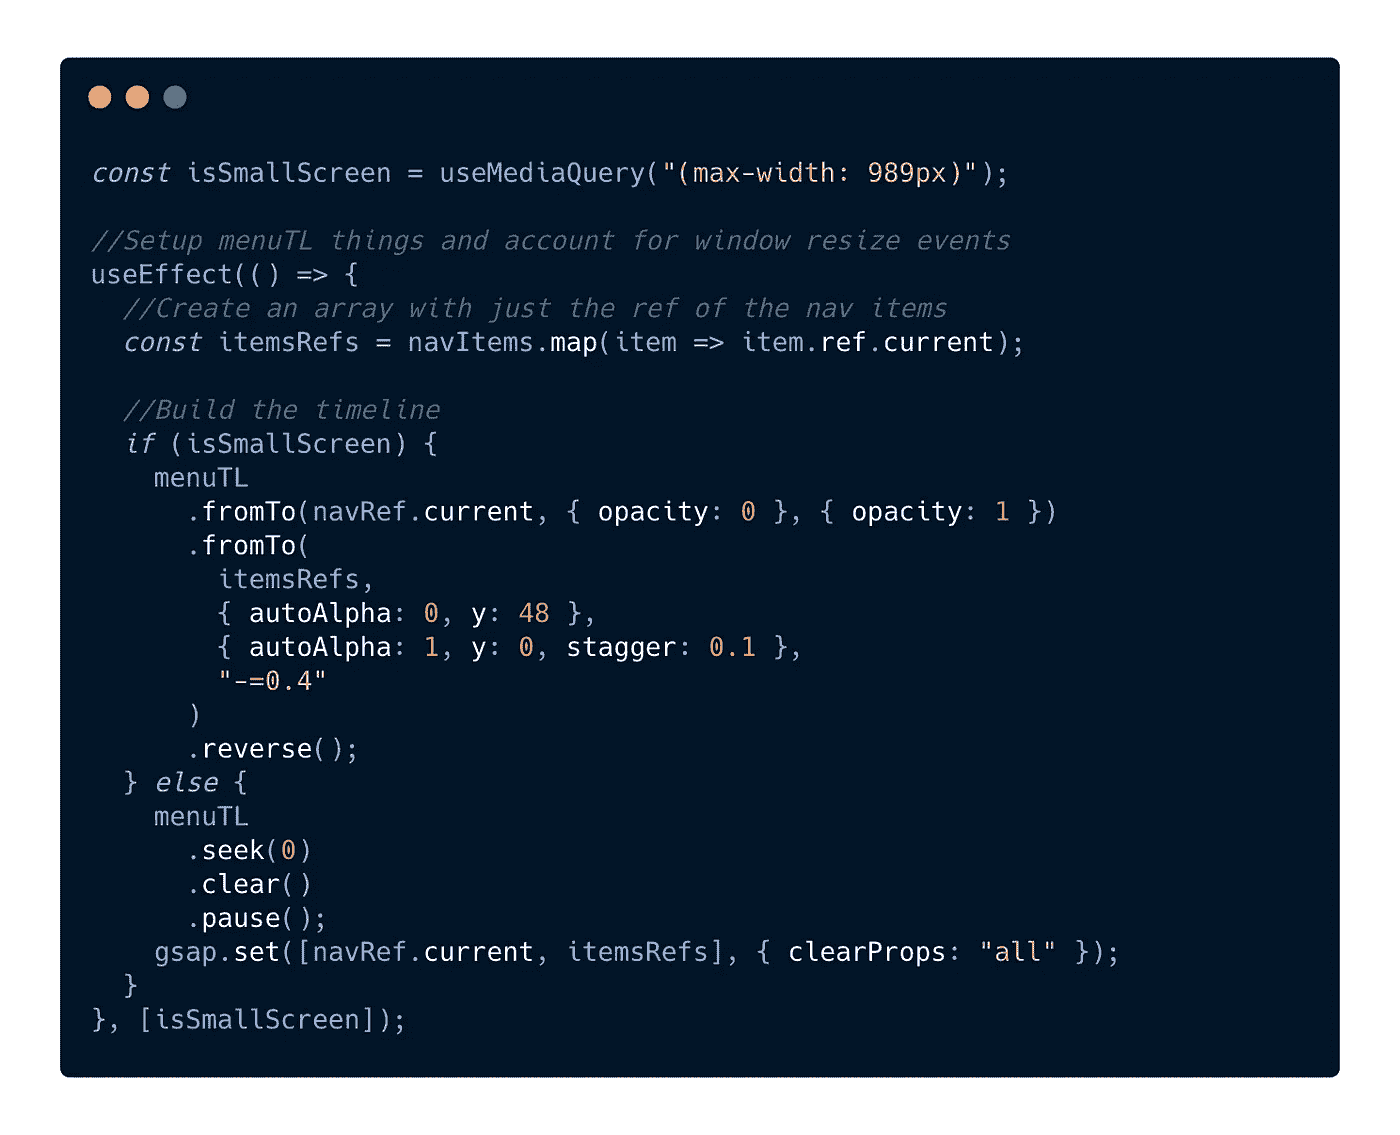 const isSmallScreen = useMediaQuery("(max-width: 989px)");
//Setup menuTL things and account for window resize events
useEffect(() => {
  //Create an array with just the ref of the nav items
  const itemsRefs = navItems.map(item => item.ref.current);
  //Build the timeline
  if (isSmallScreen) {
    menuTL
      .fromTo(navRef.current, { opacity: 0 }, { opacity: 1 })
      .fromTo(
        itemsRefs,
        { autoAlpha: 0, y: 48 },
        { autoAlpha: 1, y: 0, stagger: 0.1 },
        "-=0.4"
      )
      .reverse();
  } else {
    menuTL
      .seek(0)
      .clear()
      .pause();
    gsap.set([navRef.current, itemsRefs], { clearProps: "all" });
  }
}, [isSmallScreen]);